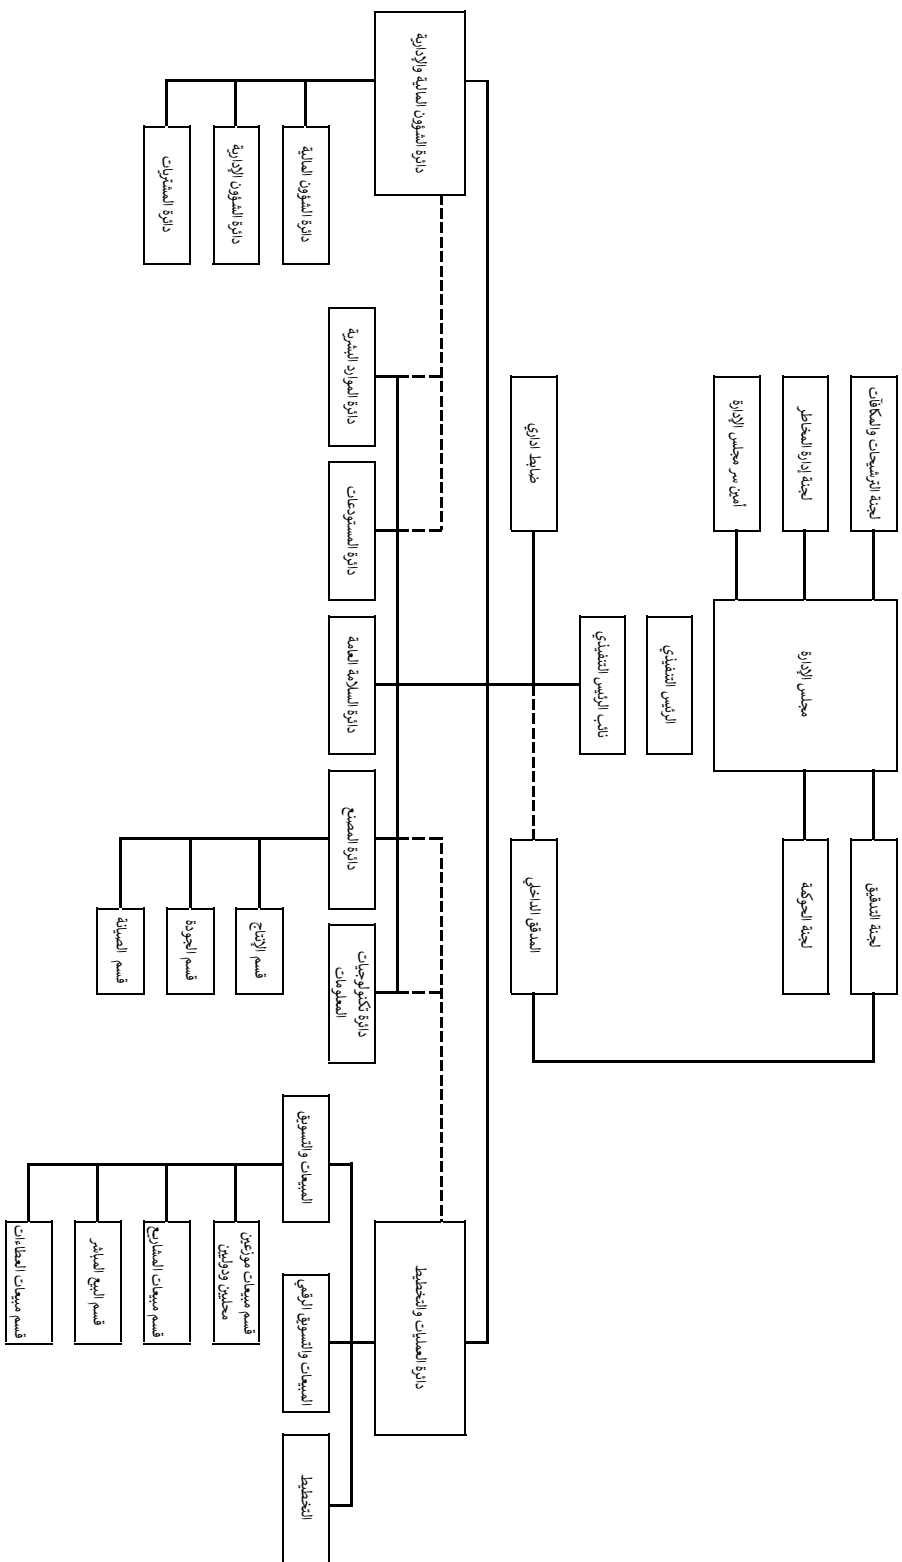 لجنة الترشيحات والمكافآت
لجنة إدارة المخاطر
أمين سر مجلس الإدارة
مجلس الإدارة
لجنة التدقيق
لجنة الحوكمة
الرئيس التنفيذي
نائب الرئيس التنفيذي
ضابط اداري
المدقق الداخلي
دائرة الشؤون المالية والإدارية
دائرة العمليات والتخطيط
دائرة الموارد البشرية
دائرة المستودعات
دائرة السلامة العامة
دائرة المصنع
دائرة تكنولوجيات
المعلومات
دائرة الشؤون المالية
دائرة الشؤون الإدارية
دائرة المشتريات
قسم الإنتاج
قسم الجودة
قسم الصيانة
المبيعات والتسويق
المبيعات والتسويق الرقمي
التخطيط
قسم مبيعات موزعين
محليين ودوليين
قسم مبيعات المشاريع
قسم البيع المباشر
قسم مبيعات العطاءات